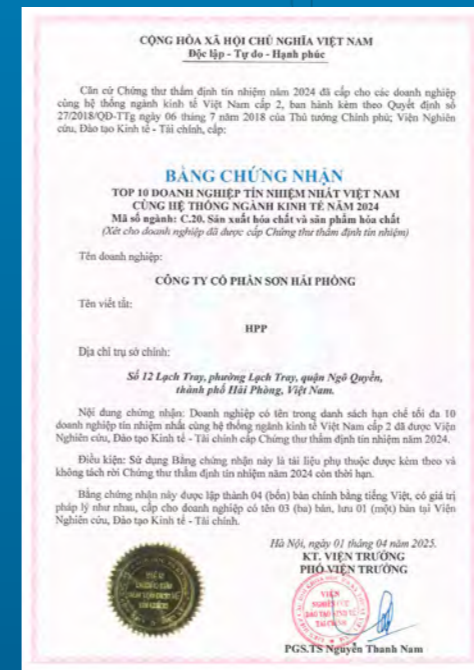 CỘNG HÒA XÃ HỘI CHỦ NGHĨA VIỆT NAM
Độc lập - Tự do - Hạnh phúc
Căn cứ Chứng thư thẩm định tín nhiệm năm 2024 đã cấp cho các doanh nghiệp
cùng hệ thống ngành kinh tế Việt Nam cấp 2, ban hành kèm theo Quyết định số
27/2018/QĐ-TTg ngày 06 tháng 7 năm 2018 của Thủ tướng Chính phủ; Viện Nghiên
cứu, Đào tạo Kinh tế - Tài chính, cấp:
BẢNG CHỨNG NHẬN
TOP 10 DOANH NGHIỆP TÍN NHIỆM NHẤT VIỆT NAM
CÙNG HỆ THỐNG NGÀNH KINH TẾ NĂM 2024
Mã số ngành: C.20. Sản xuất hóa chất và sản phẩm hóa chất
(Xét cho doanh nghiệp đã được cấp Chứng thư thẩm định tín nhiệm)
Tên doanh nghiệp:
CÔNG TY CỔ PHẦN SƠN HẢI PHÒNG
Tên viết tắt:
HPP
Địa chỉ trụ sở chính:
Số 12 Lạch Tray, phường Lạch Tray, quận Ngô Quyền,
thành phố Hải Phòng, Việt Nam.
Nội dung chứng nhận: Doanh nghiệp có tên trong danh sách hạn chế tối đa 10
doanh nghiệp tín nhiệm nhất cùng hệ thống ngành kinh tế Việt Nam cấp 2 đã được Viện
Nghiên cứu, Đào tạo Kinh tế - Tài chính cấp Chứng thư thẩm định tín nhiệm năm 2024.
Điều kiện: Sử dụng Bảng chứng nhận này là tài liệu phụ thuộc được kèm theo và
không tách rời Chứng thư thẩm định tín nhiệm năm 2024 còn thời hạn.
Bảng chứng nhận này được lập thành 04 (bốn) bản chính bằng tiếng Việt, có giá trị
pháp lý như nhau, cấp cho doanh nghiệp có tên 03 (ba) bản, lưu 01 (một) bản tại Viện
Nghiên cứu, Đào tạo Kinh tế - Tài chính.
Hà Nội, ngày 01 tháng 04 năm 2025.
KT. VIỆN TRƯỞNG
PHÓ VIỆN TRƯỞNG
VIỆN
NGHIÊN CỨU
ĐÀO TẠO KINH TẾ
TÀI CHÍNH
PGS.TS Nguyễn Thanh Nam